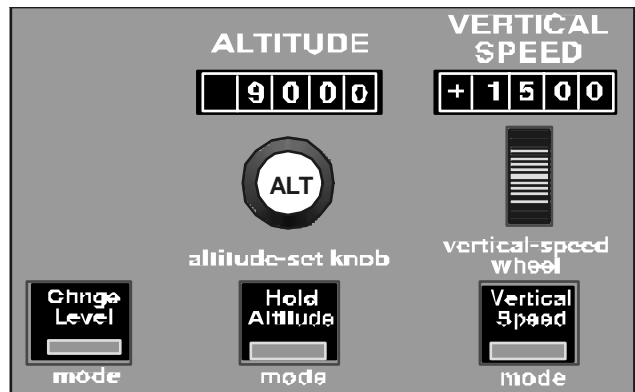 ALTITUDE
VERTICAL
SPEED
9000
+1500
ALT
altitude-set knob
vertical-speed
wheel
Chnge
Level
Hold
Altitude
Vertical
Speed
mode
mode
mode